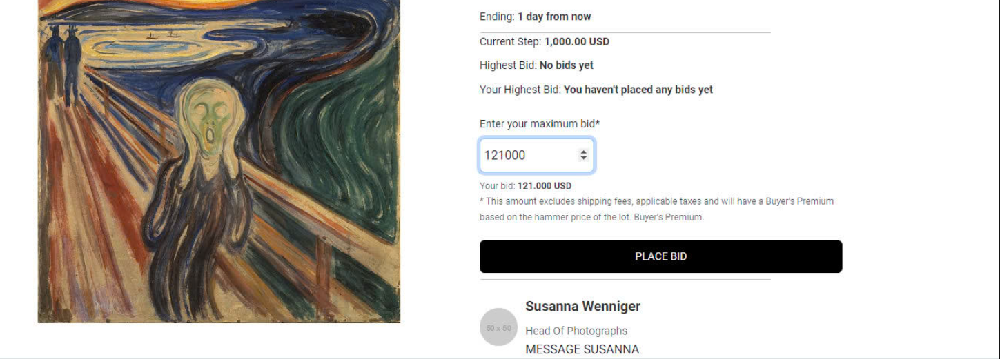 Ending: 1 day from now
Current Step: 1,000.00 USD
Highest Bid: No bids yet
Your Highest Bid: You haven't placed any bids yet
Enter your maximum bid*
121000
Your bid: 121.000 USD
* This amount excludes shipping fees, applicable taxes and will have a Buyer's Premium
based on the hammer price of the lot. Buyer's Premium.
PLACE BID
Susanna Wenniger
50 x 50
Head Of Photographs
MESSAGE SUSANNA